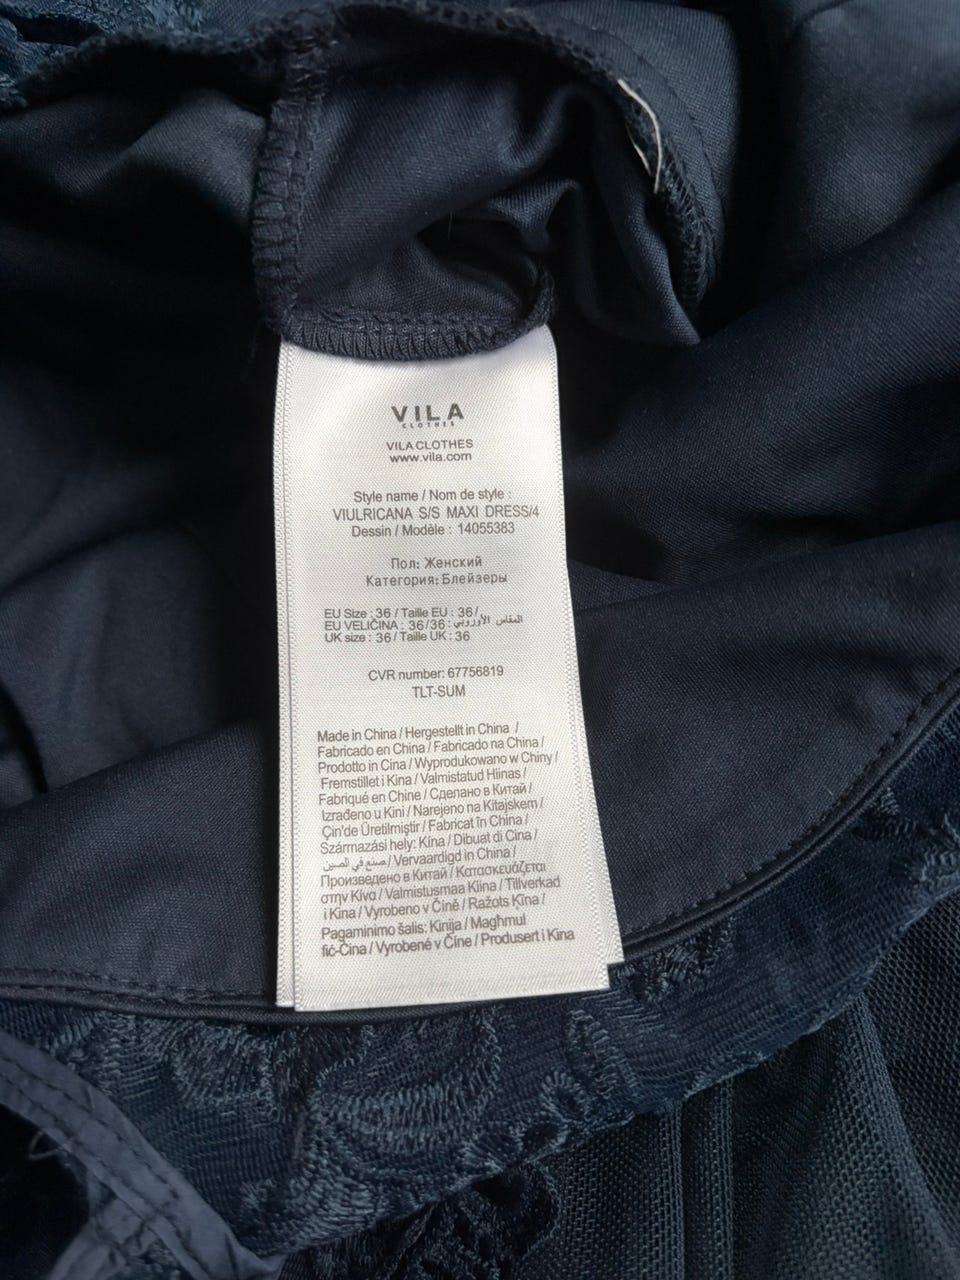 VILA
CLOTHES
VILA CLOTHES
www.vila.com
Style name / Nom de style :
VIULRICANA S/S MAXI DRESS/4
Dessin / Modèle : 14055383
Пол: Женский
Категория: Блейзеры
EU Size : 36 / Taille EU : 36/
EU VELIČINA : 36/36 : المقاس الأوروبي
UK size : 36 / Taille UK : 36
CVR number: 67756819
TLT-SUM
Made in China / Hergestellt in China /
Fabricado en China / Fabricado na China /
Prodotto in Cina / Wyprodukowano w Chiny /
Fremstillet i Kina / Valmistatud Hiinas /
Fabriqué en Chine / Сделано в Китай /
Izrađeno u Kini / Narejeno na Kitajskem /
Çin'de Üretilmiştir / Fabricat în China /
Származási hely: Kina / Dibuat di Cina /
صنع في الصين / Vervaardigd in China /
Произведено в Китай / Κατασκευάζεται
στην Κίνα / Valmistusmaa Kiina / Tillverkad
i Kina / Vyrobeno v Číně / Ražots Ķīna /
Pagaminimo šalis: Kinija / Magħmul
fiċ-Ċina / Vyrobené v Číne / Produsert i Kina